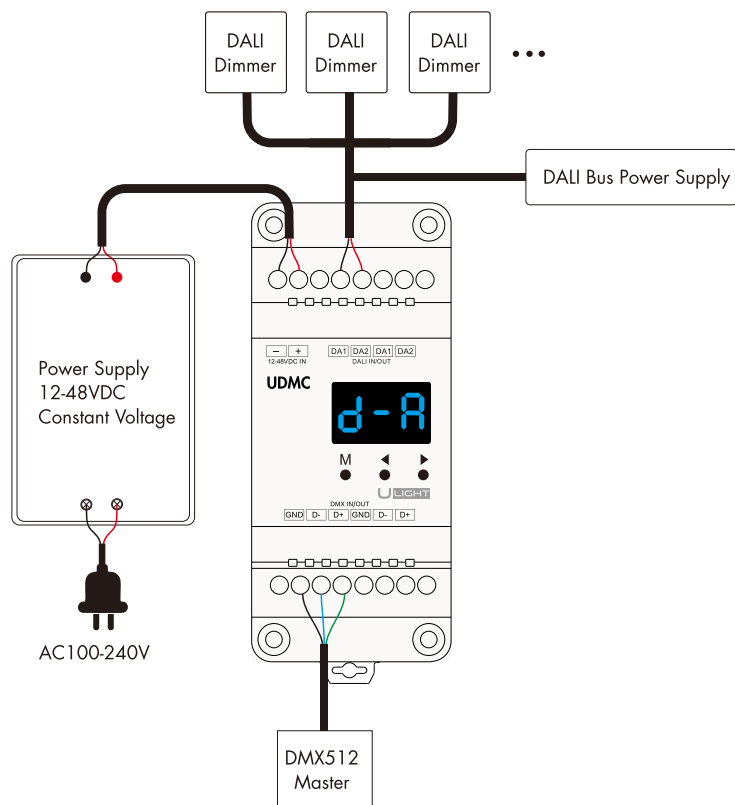 DALI DALI DALI
Dimmer Dimmer Dimmer
DALI Bus Power Supply
Power Supply
12-48VDC
Constant Voltage
AC100-240V
− + DA1 DA2 DA1 DA2
12-48VDC IN DALI IN/OUT
UDMC
d-A
M
U LIGHT
DMX IN/OUT
GND D- D+ GND D- D+
DMX512
Master